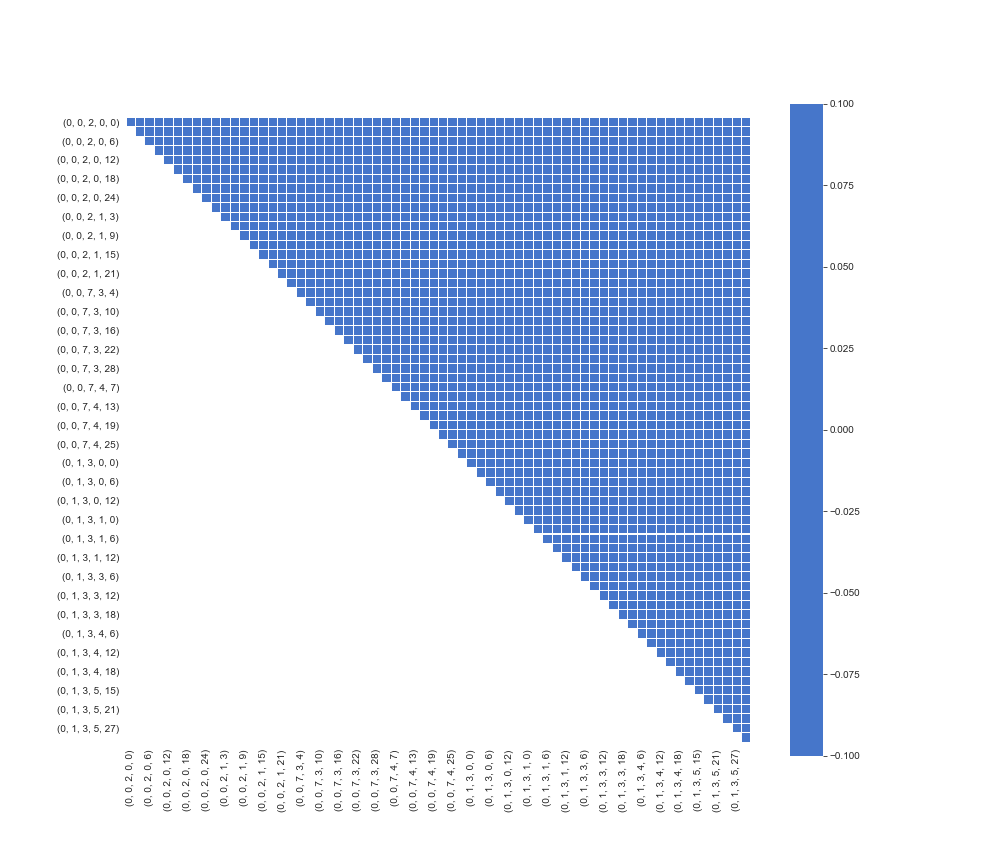 (0, 0, 2, 0, 0)
(0, 0, 2, 0, 6)
(0, 0, 2, 0, 12)
(0, 0, 2, 0, 18)
(0, 0, 2, 0, 24)
(0, 0, 2, 1, 3)
(0, 0, 2, 1, 9)
(0, 0, 2, 1, 15)
(0, 0, 2, 1, 21)
(0, 0, 7, 3, 4)
(0, 0, 7, 3, 10)
(0, 0, 7, 3, 16)
(0, 0, 7, 3, 22)
(0, 0, 7, 3, 28)
(0, 0, 7, 4, 7)
(0, 0, 7, 4, 13)
(0, 0, 7, 4, 19)
(0, 0, 7, 4, 25)
(0, 1, 3, 0, 0)
(0, 1, 3, 0, 6)
(0, 1, 3, 0, 12)
(0, 1, 3, 1, 0)
(0, 1, 3, 1, 6)
(0, 1, 3, 1, 12)
(0, 1, 3, 3, 6)
(0, 1, 3, 3, 12)
(0, 1, 3, 3, 18)
(0, 1, 3, 4, 6)
(0, 1, 3, 4, 12)
(0, 1, 3, 4, 18)
(0, 1, 3, 5, 15)
(0, 1, 3, 5, 21)
(0, 1, 3, 5, 27)
(0, 0, 2, 0, 0)
(0, 0, 2, 0, 6)
(0, 0, 2, 0, 12)
(0, 0, 2, 0, 18)
(0, 0, 2, 0, 24)
(0, 0, 2, 1, 3)
(0, 0, 2, 1, 9)
(0, 0, 2, 1, 15)
(0, 0, 2, 1, 21)
(0, 0, 7, 3, 4)
(0, 0, 7, 3, 10)
(0, 0, 7, 3, 16)
(0, 0, 7, 3, 22)
(0, 0, 7, 3, 28)
(0, 0, 7, 4, 7)
(0, 0, 7, 4, 13)
(0, 0, 7, 4, 19)
(0, 0, 7, 4, 25)
(0, 1, 3, 0, 0)
(0, 1, 3, 0, 6)
(0, 1, 3, 0, 12)
(0, 1, 3, 1, 0)
(0, 1, 3, 1, 6)
(0, 1, 3, 1, 12)
(0, 1, 3, 3, 6)
(0, 1, 3, 3, 12)
(0, 1, 3, 3, 18)
(0, 1, 3, 4, 6)
(0, 1, 3, 4, 12)
(0, 1, 3, 4, 18)
(0, 1, 3, 5, 15)
(0, 1, 3, 5, 21)
(0, 1, 3, 5, 27)
0.100
0.075
0.050
0.025
0.000
−0.025
−0.050
−0.075
−0.100